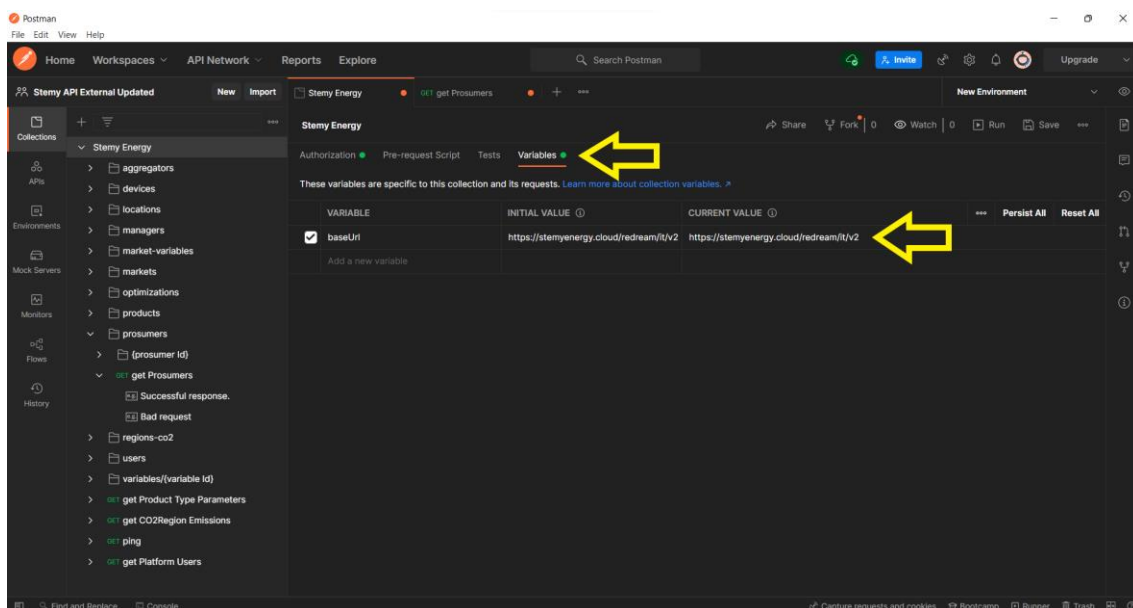 Postman
File Edit View Help
Home Workspaces API Network Reports Explore Search Postman Invite Upgrade
Stemy API External Updated New Import Stemy Energy GET get Prosumers New Environment
Collections
APIs
Environments
Mock Servers
Monitors
Flows
History
Stemy Energy
aggregators
devices
locations
managers
market-variables
markets
optimizations
products
prosumers
{prosumer Id}
GET get Prosumers
Successful response.
Bad request
regions-co2
users
variables/{variable Id}
GET get Product Type Parameters
GET get CO2Region Emissions
GET ping
GET get Platform Users
Stemy Energy Share Fork 0 Watch 0 Run Save
Authorization Pre-request Script Tests Variables
These variables are specific to this collection and its requests. Learn more about collection variables. ↗
VARIABLE INITIAL VALUE CURRENT VALUE Persist All Reset All
baseUrl https://stemyenergy.cloud/redream/it/v2 https://stemyenergy.cloud/redream/it/v2
Add a new variable
Find and Replace Console Capture requests and cookies Bootcamp Runner Trash